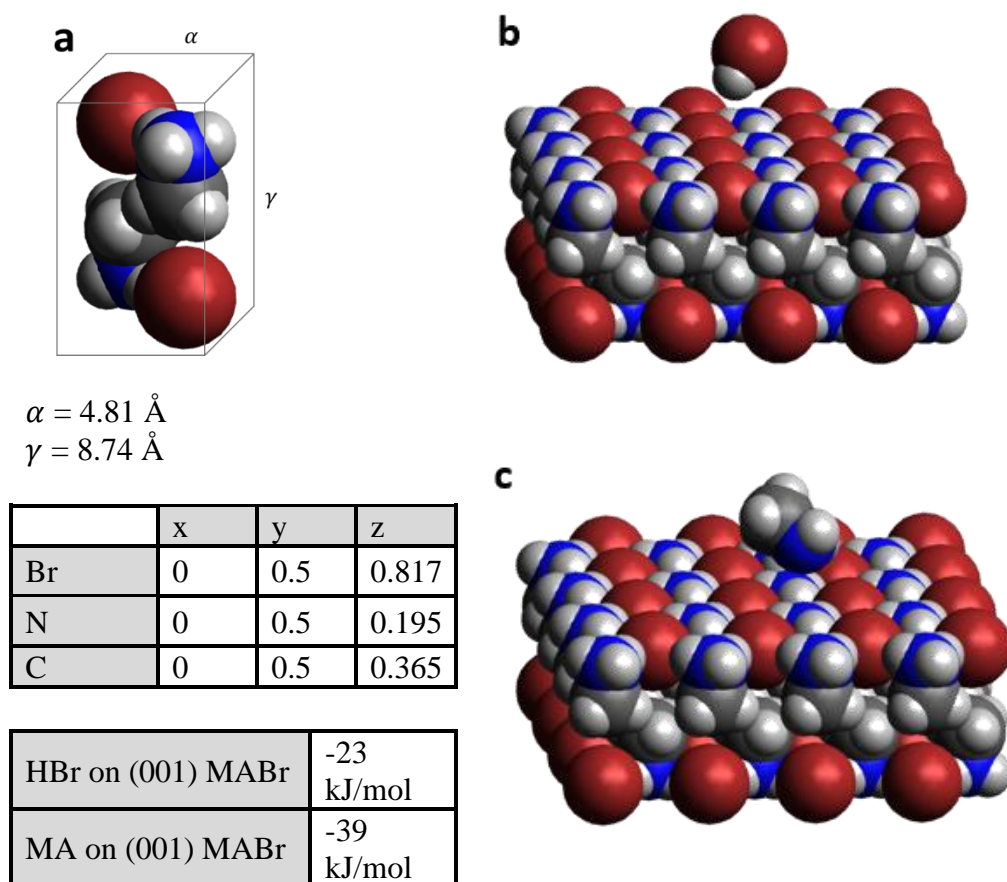 a
α
γ
α = 4.81 Å
γ = 8.74 Å
x y z
Br 0 0.5 0.817
N 0 0.5 0.195
C 0 0.5 0.365
HBr on (001) MABr -23
kJ/mol
MA on (001) MABr -39
kJ/mol
b
c